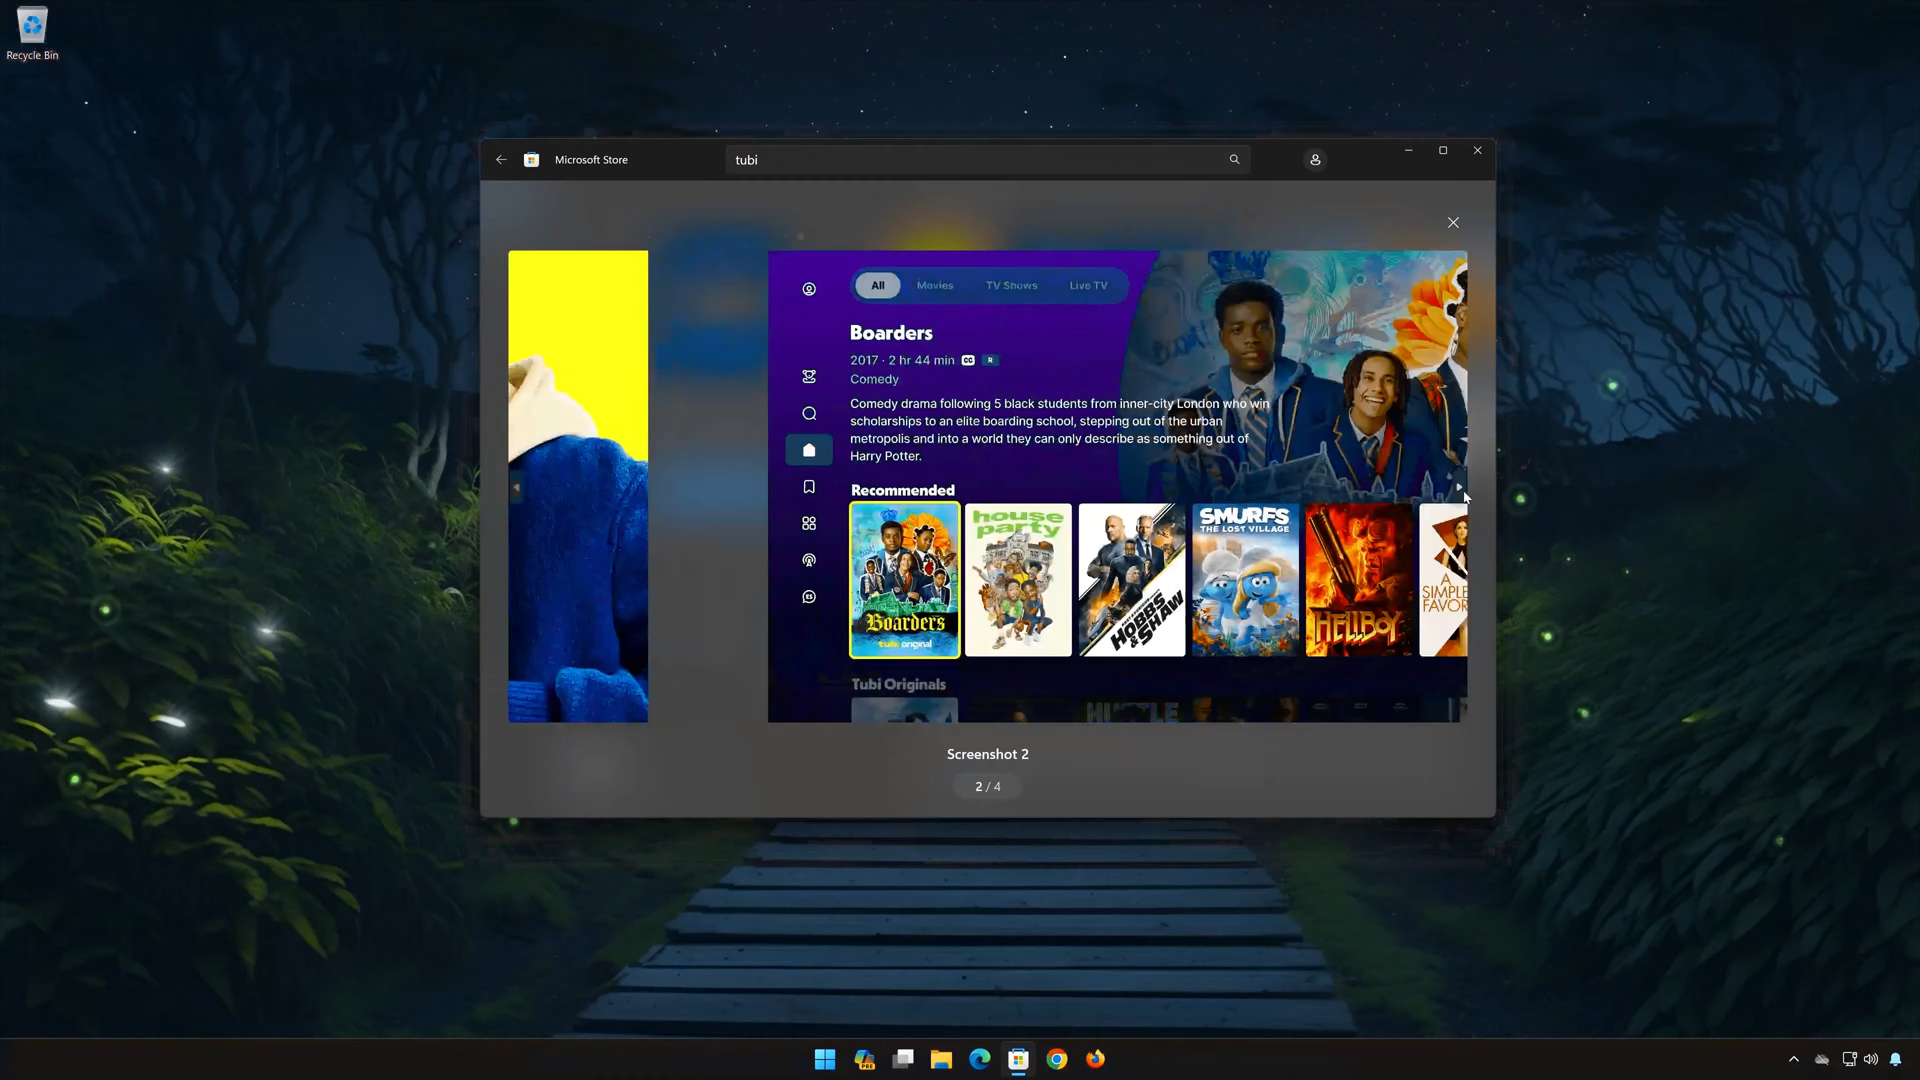 Recycle Bin
Microsoft Store
tubi
All
Movies
TV Shows
Live TV
Boarders
2017 · 2 hr 44 min CC R
Comedy
Comedy drama following 5 black students from inner-city London who win
scholarships to an elite boarding school, stepping out of the urban
metropolis and into a world they can only describe as something out of
Harry Potter.
Recommended
Boarders
tubi original
house
party
HOBBS
& SHAW
SMURFS
THE LOST VILLAGE
HELLBOY
A
SIMPLE
FAVOR
ES
Tubi Originals
HUSTLE
Screenshot 2
2 / 4
PRE